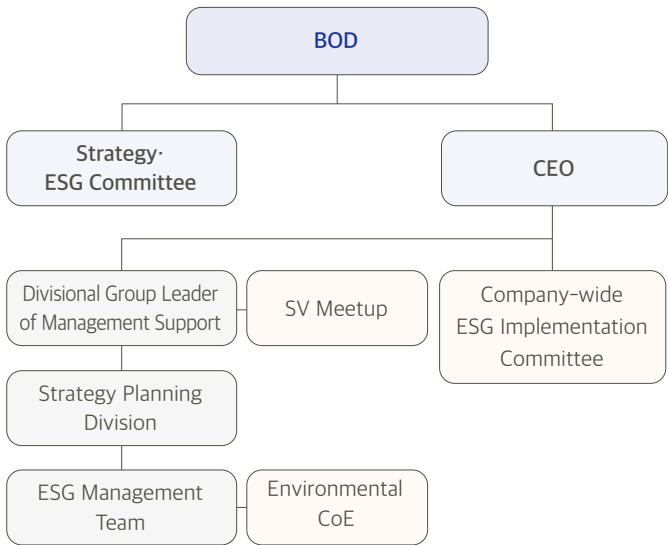 BOD
Strategy·
ESG Committee
CEO
Divisional Group Leader
of Management Support
SV Meetup
Company-wide
ESG Implementation
Committee
Strategy Planning
Division
ESG Management
Team
Environmental
CoE